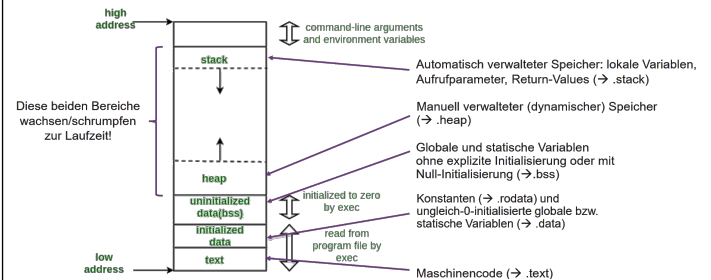 high
address
command-line arguments
and environment variables
stack
Automatisch verwalteter Speicher: lokale Variablen,
Aufrufparameter, Return-Values (→ .stack)
Diese beiden Bereiche
wachsen/schrumpfen
zur Laufzeit!
Manuell verwalteter (dynamischer) Speicher
(→ .heap)
Globale und statische Variablen
ohne explizite Initialisierung oder mit
Null-Initialisierung (→.bss)
heap
uninitialized
data(bss)
initialized to zero
by exec
Konstanten (→ .rodata) und
ungleich-0-initialisierte globale bzw.
statische Variablen (→ .data)
initialized
data
read from
program file by
exec
low
address
text
Maschinencode (→ .text)